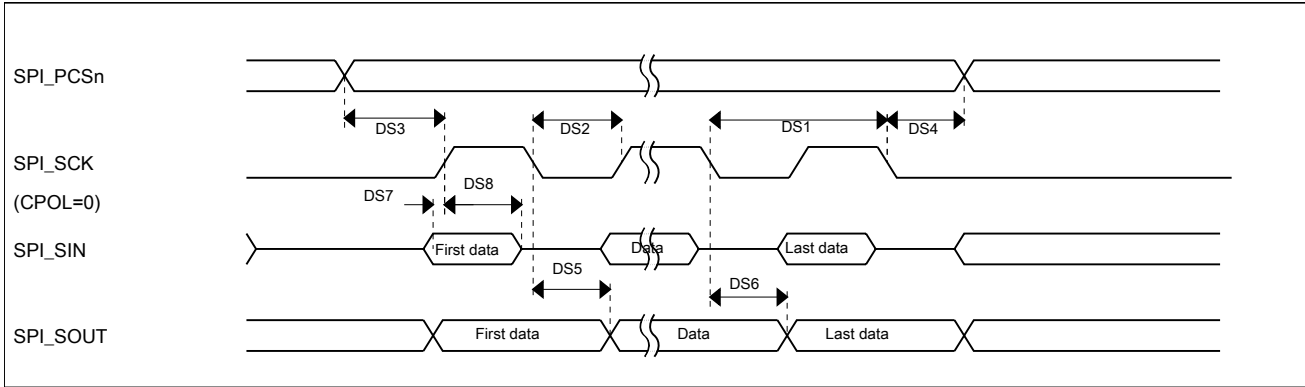 SPI_PCSn
DS3
DS2
DS1
DS4
SPI_SCK
(CPOL=0)
DS7
DS8
SPI_SIN
First data
Data
Last data
DS5
DS6
SPI_SOUT
First data
Data
Last data